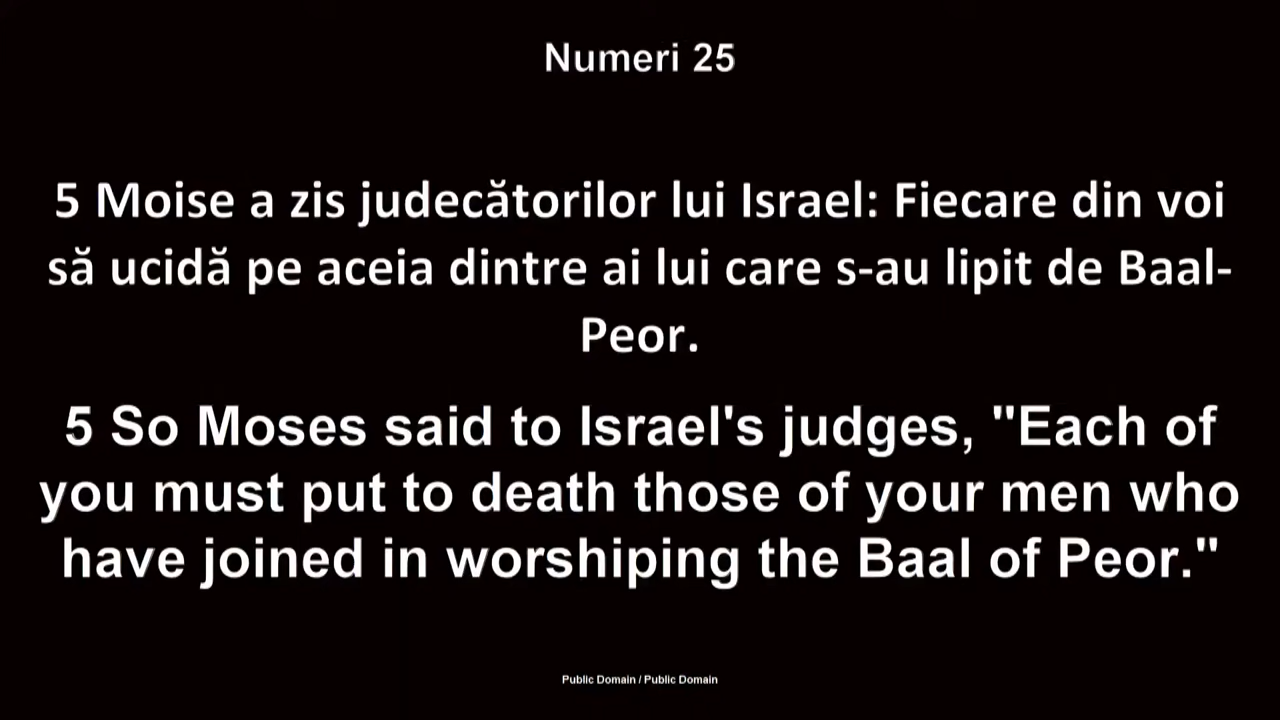 Numeri 25
5 Moise a zis judecătorilor lui Israel: Fiecare din voi
să ucidă pe aceia dintre ai lui care s-au lipit de Baal-
Peor.
5 So Moses said to Israel's judges, "Each of
you must put to death those of your men who
have joined in worshiping the Baal of Peor."
Public Domain / Public Domain